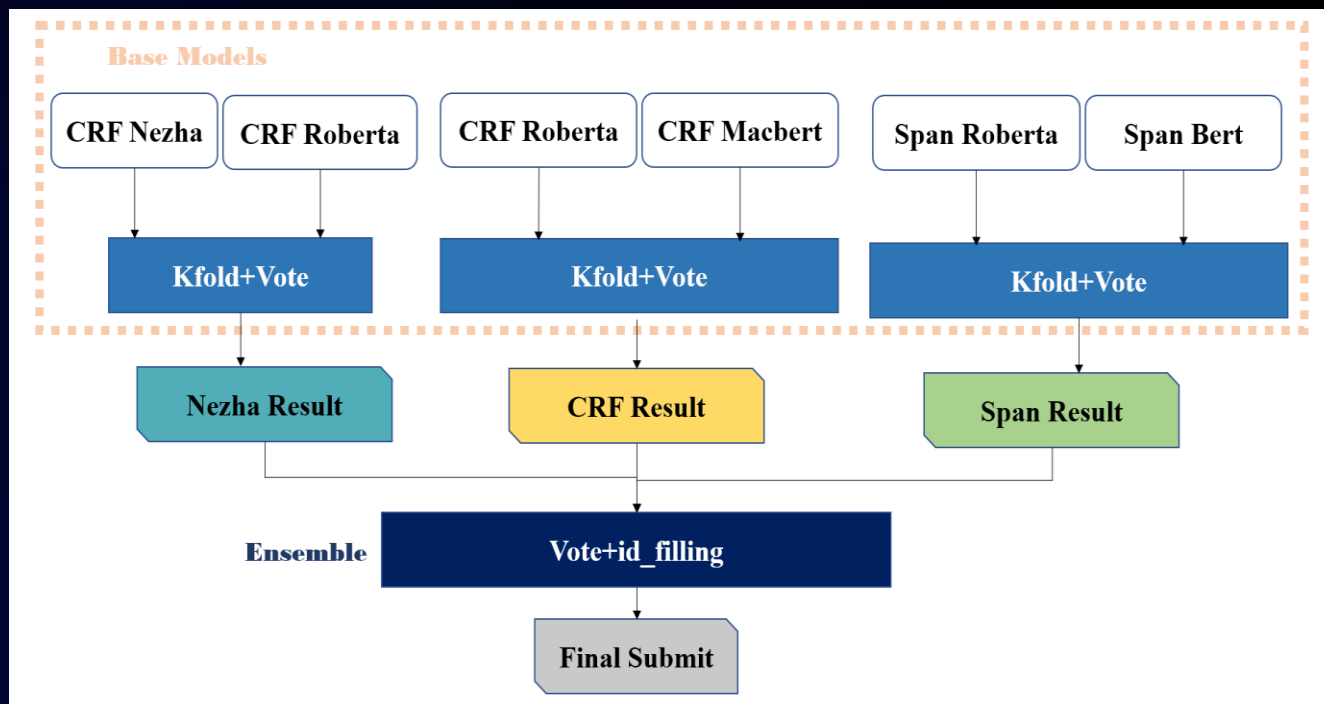 Base Models
CRF Nezha
CRF Roberta
CRF Roberta
CRF Macbert
Span Roberta
Span Bert
Kfold+Vote
Kfold+Vote
Kfold+Vote
Nezha Result
CRF Result
Span Result
Ensemble
Vote+id_filling
Final Submit